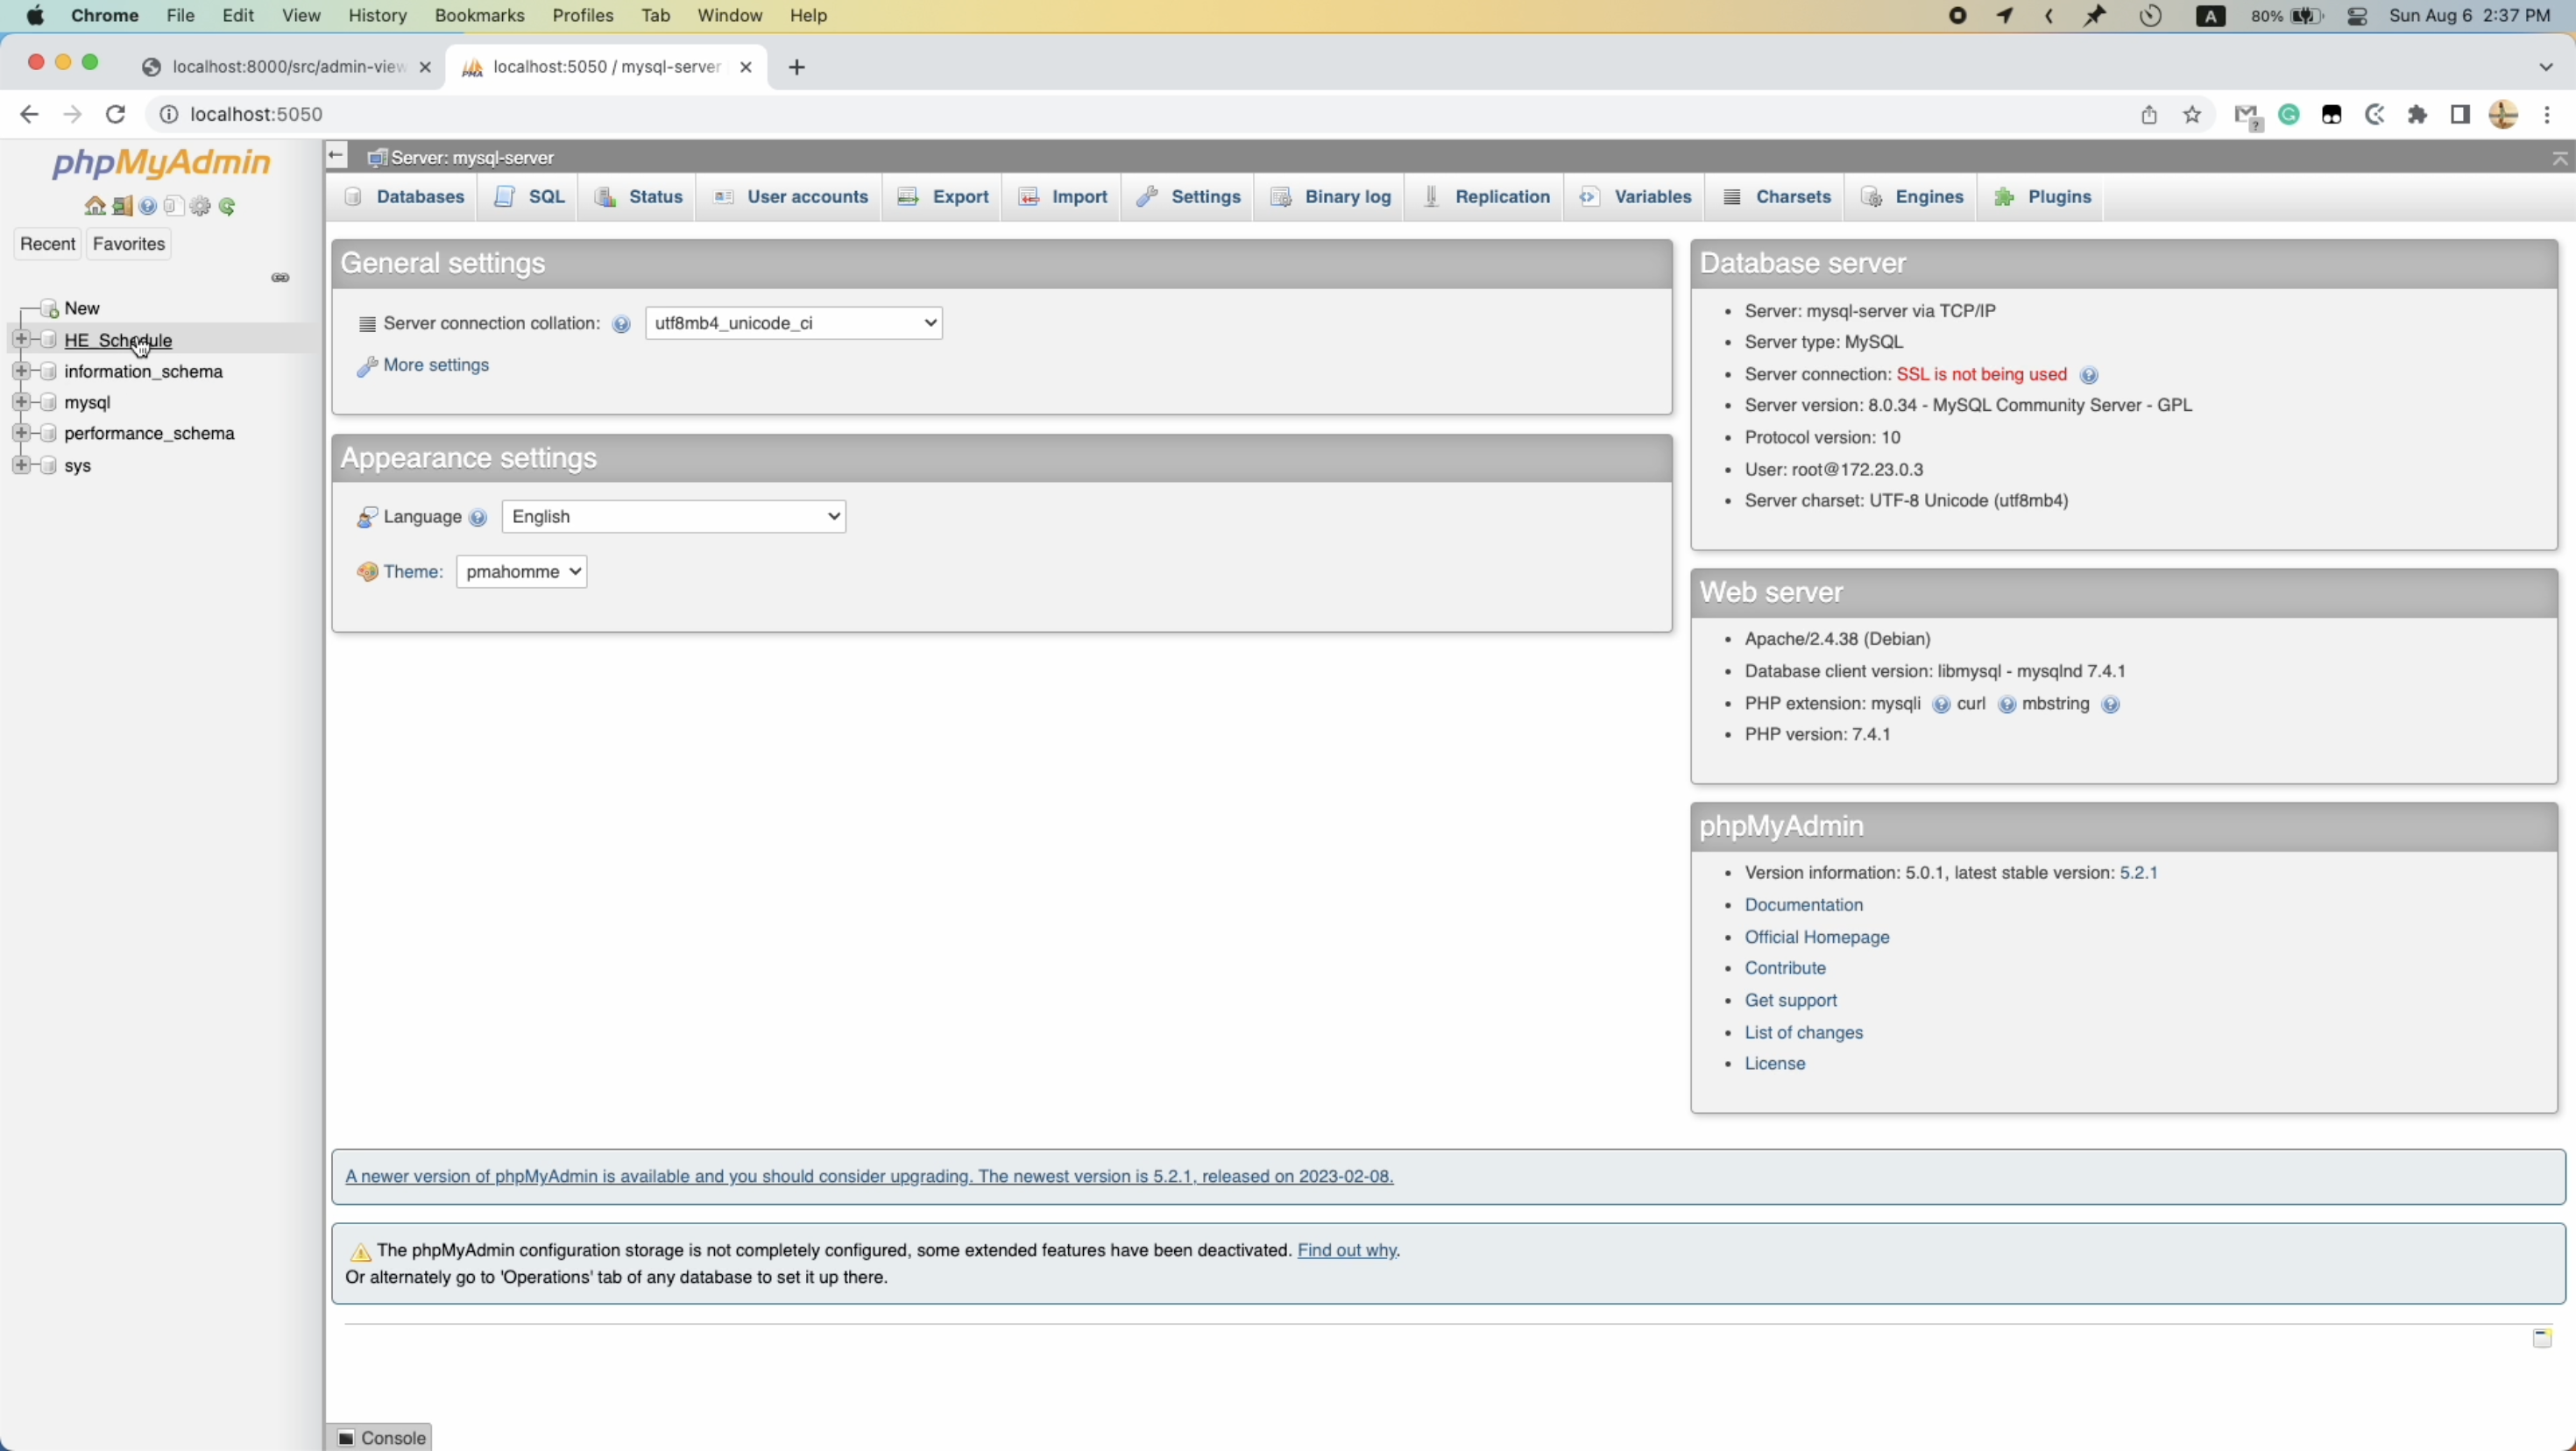 Chrome File Edit View History Bookmarks Profiles Tab Window Help A 80% Sun Aug 6 2:37 PM
localhost:8000/src/admin-view localhost:5050 / mysql-server
localhost:5050
phpMyAdmin
Server: mysql-server
Databases SQL Status User accounts Export Import Settings Binary log Replication Variables Charsets Engines Plugins
Recent Favorites
New
HE_Schedule
information_schema
mysql
performance_schema
sys
General settings
Server connection collation: utf8mb4_unicode_ci
More settings
Appearance settings
Language English
Theme: pmahomme
Database server
Server: mysql-server via TCP/IP
Server type: MySQL
Server connection: SSL is not being used
Server version: 8.0.34 - MySQL Community Server - GPL
Protocol version: 10
User: root@172.23.0.3
Server charset: UTF-8 Unicode (utf8mb4)
Web server
Apache/2.4.38 (Debian)
Database client version: libmysql - mysqlnd 7.4.1
PHP extension: mysqli curl mbstring
PHP version: 7.4.1
phpMyAdmin
Version information: 5.0.1, latest stable version: 5.2.1
Documentation
Official Homepage
Contribute
Get support
List of changes
License
A newer version of phpMyAdmin is available and you should consider upgrading. The newest version is 5.2.1, released on 2023-02-08.
The phpMyAdmin configuration storage is not completely configured, some extended features have been deactivated. Find out why.
Or alternately go to 'Operations' tab of any database to set it up there.
Console